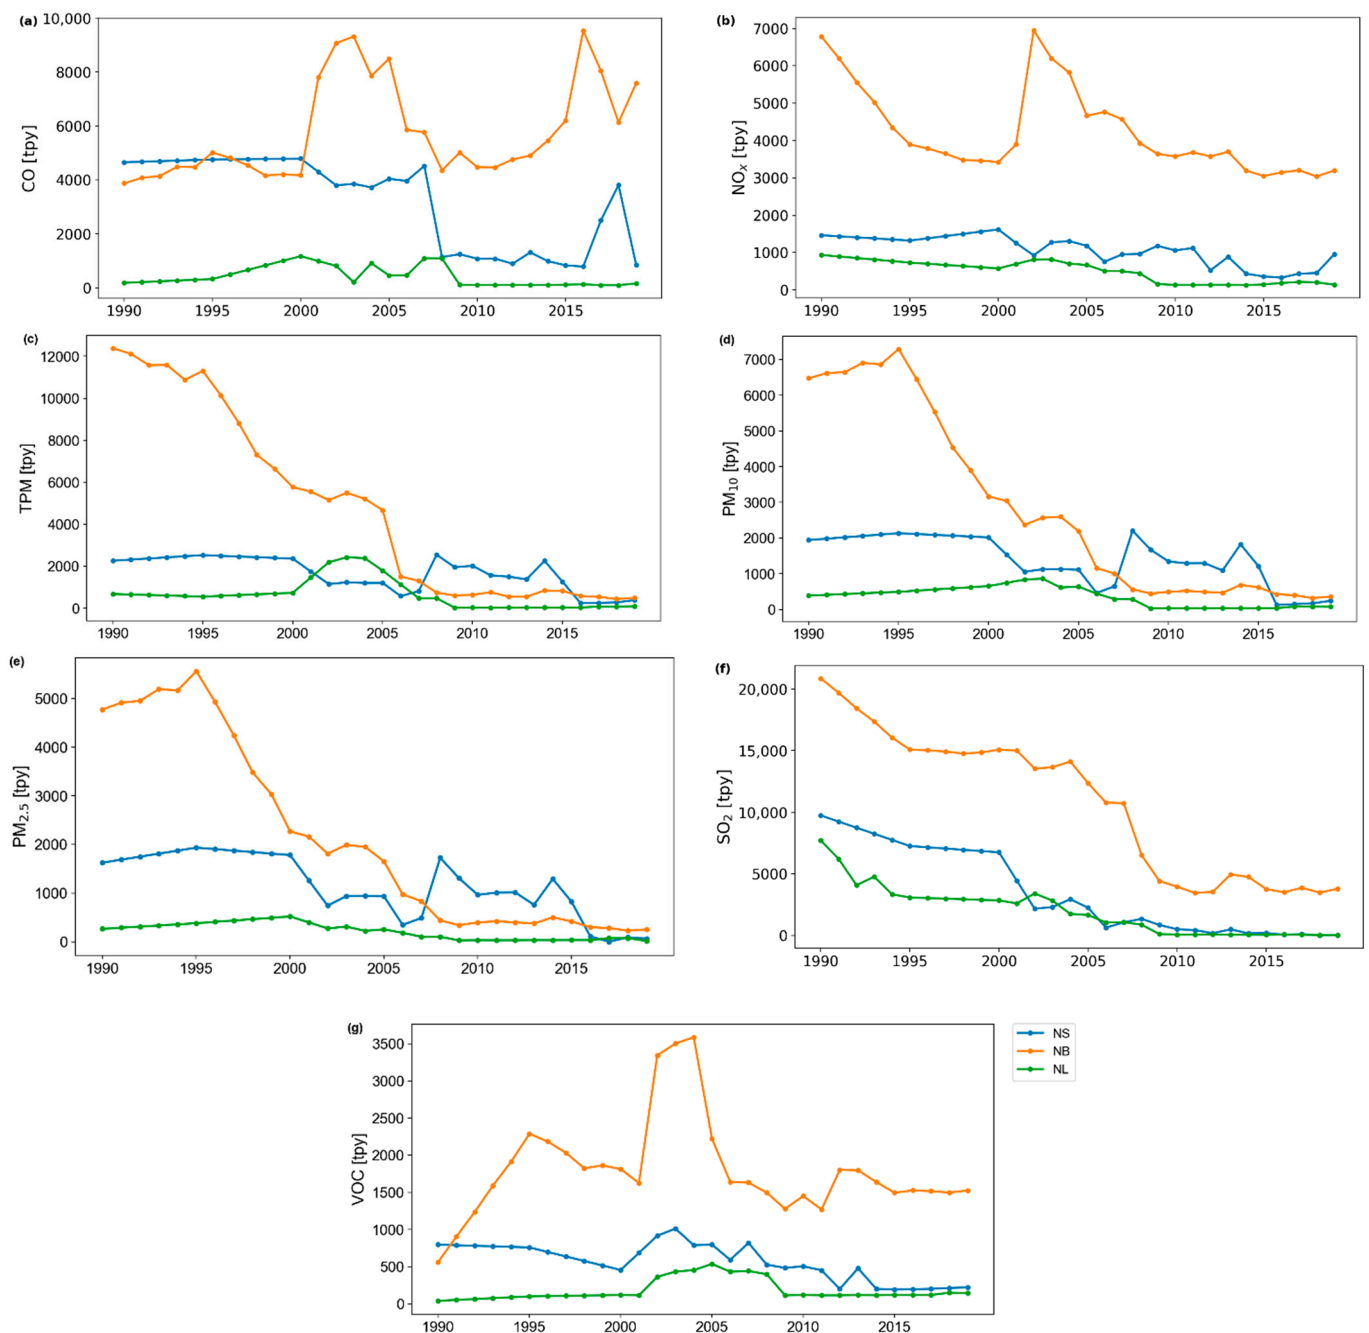 (a)
CO [tpy]
10,000
8000
6000
4000
2000
0
1990 1995 2000 2005 2010 2015
(b)
NOx [tpy]
7000
6000
5000
4000
3000
2000
1000
0
1990 1995 2000 2005 2010 2015
(c)
TPM [tpy]
12000
10000
8000
6000
4000
2000
0
1990 1995 2000 2005 2010 2015
(d)
PM10 [tpy]
7000
6000
5000
4000
3000
2000
1000
0
1990 1995 2000 2005 2010 2015
(e)
PM2.5 [tpy]
5000
4000
3000
2000
1000
0
1990 1995 2000 2005 2010 2015
(f)
SO2 [tpy]
20,000
15,000
10,000
5000
0
1990 1995 2000 2005 2010 2015
(g)
VOC [tpy]
3500
3000
2500
2000
1500
1000
500
0
1990 1995 2000 2005 2010 2015
NS
NB
NL